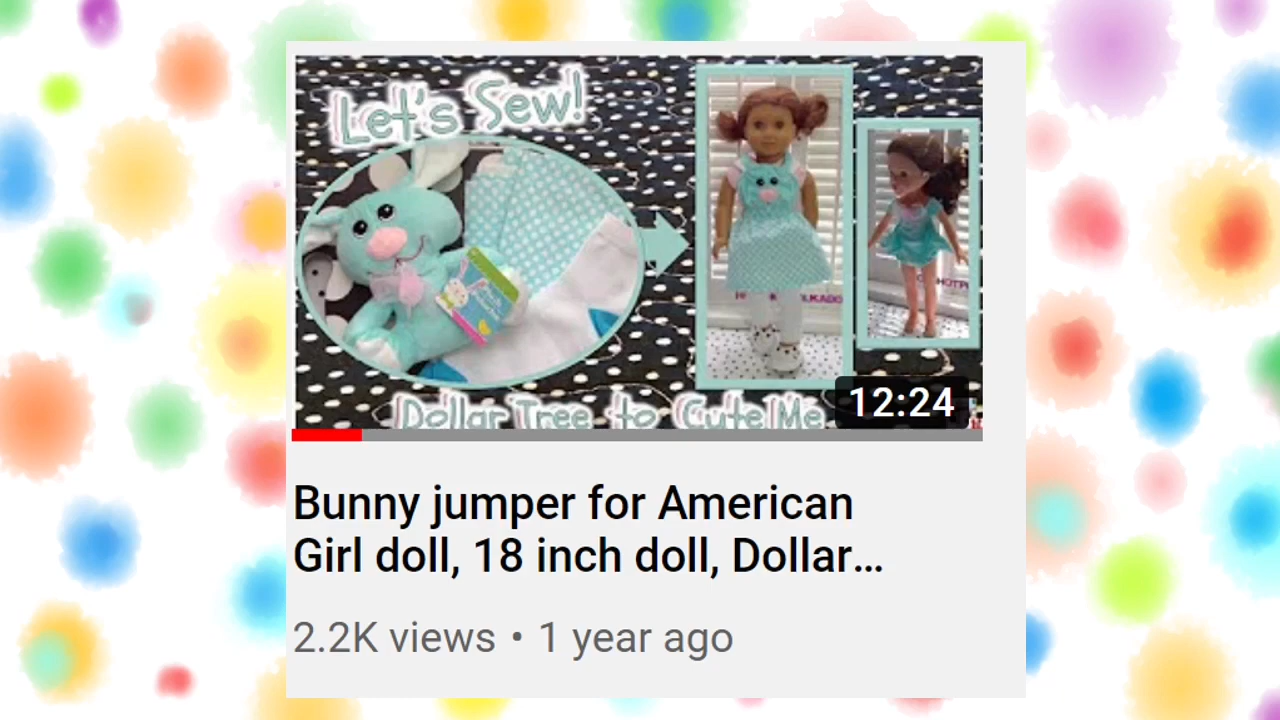 Let's Sew!
Dollar Tree to Cute Me
12:24
Bunny jumper for American
Girl doll, 18 inch doll, Dollar...
2.2K views • 1 year ago